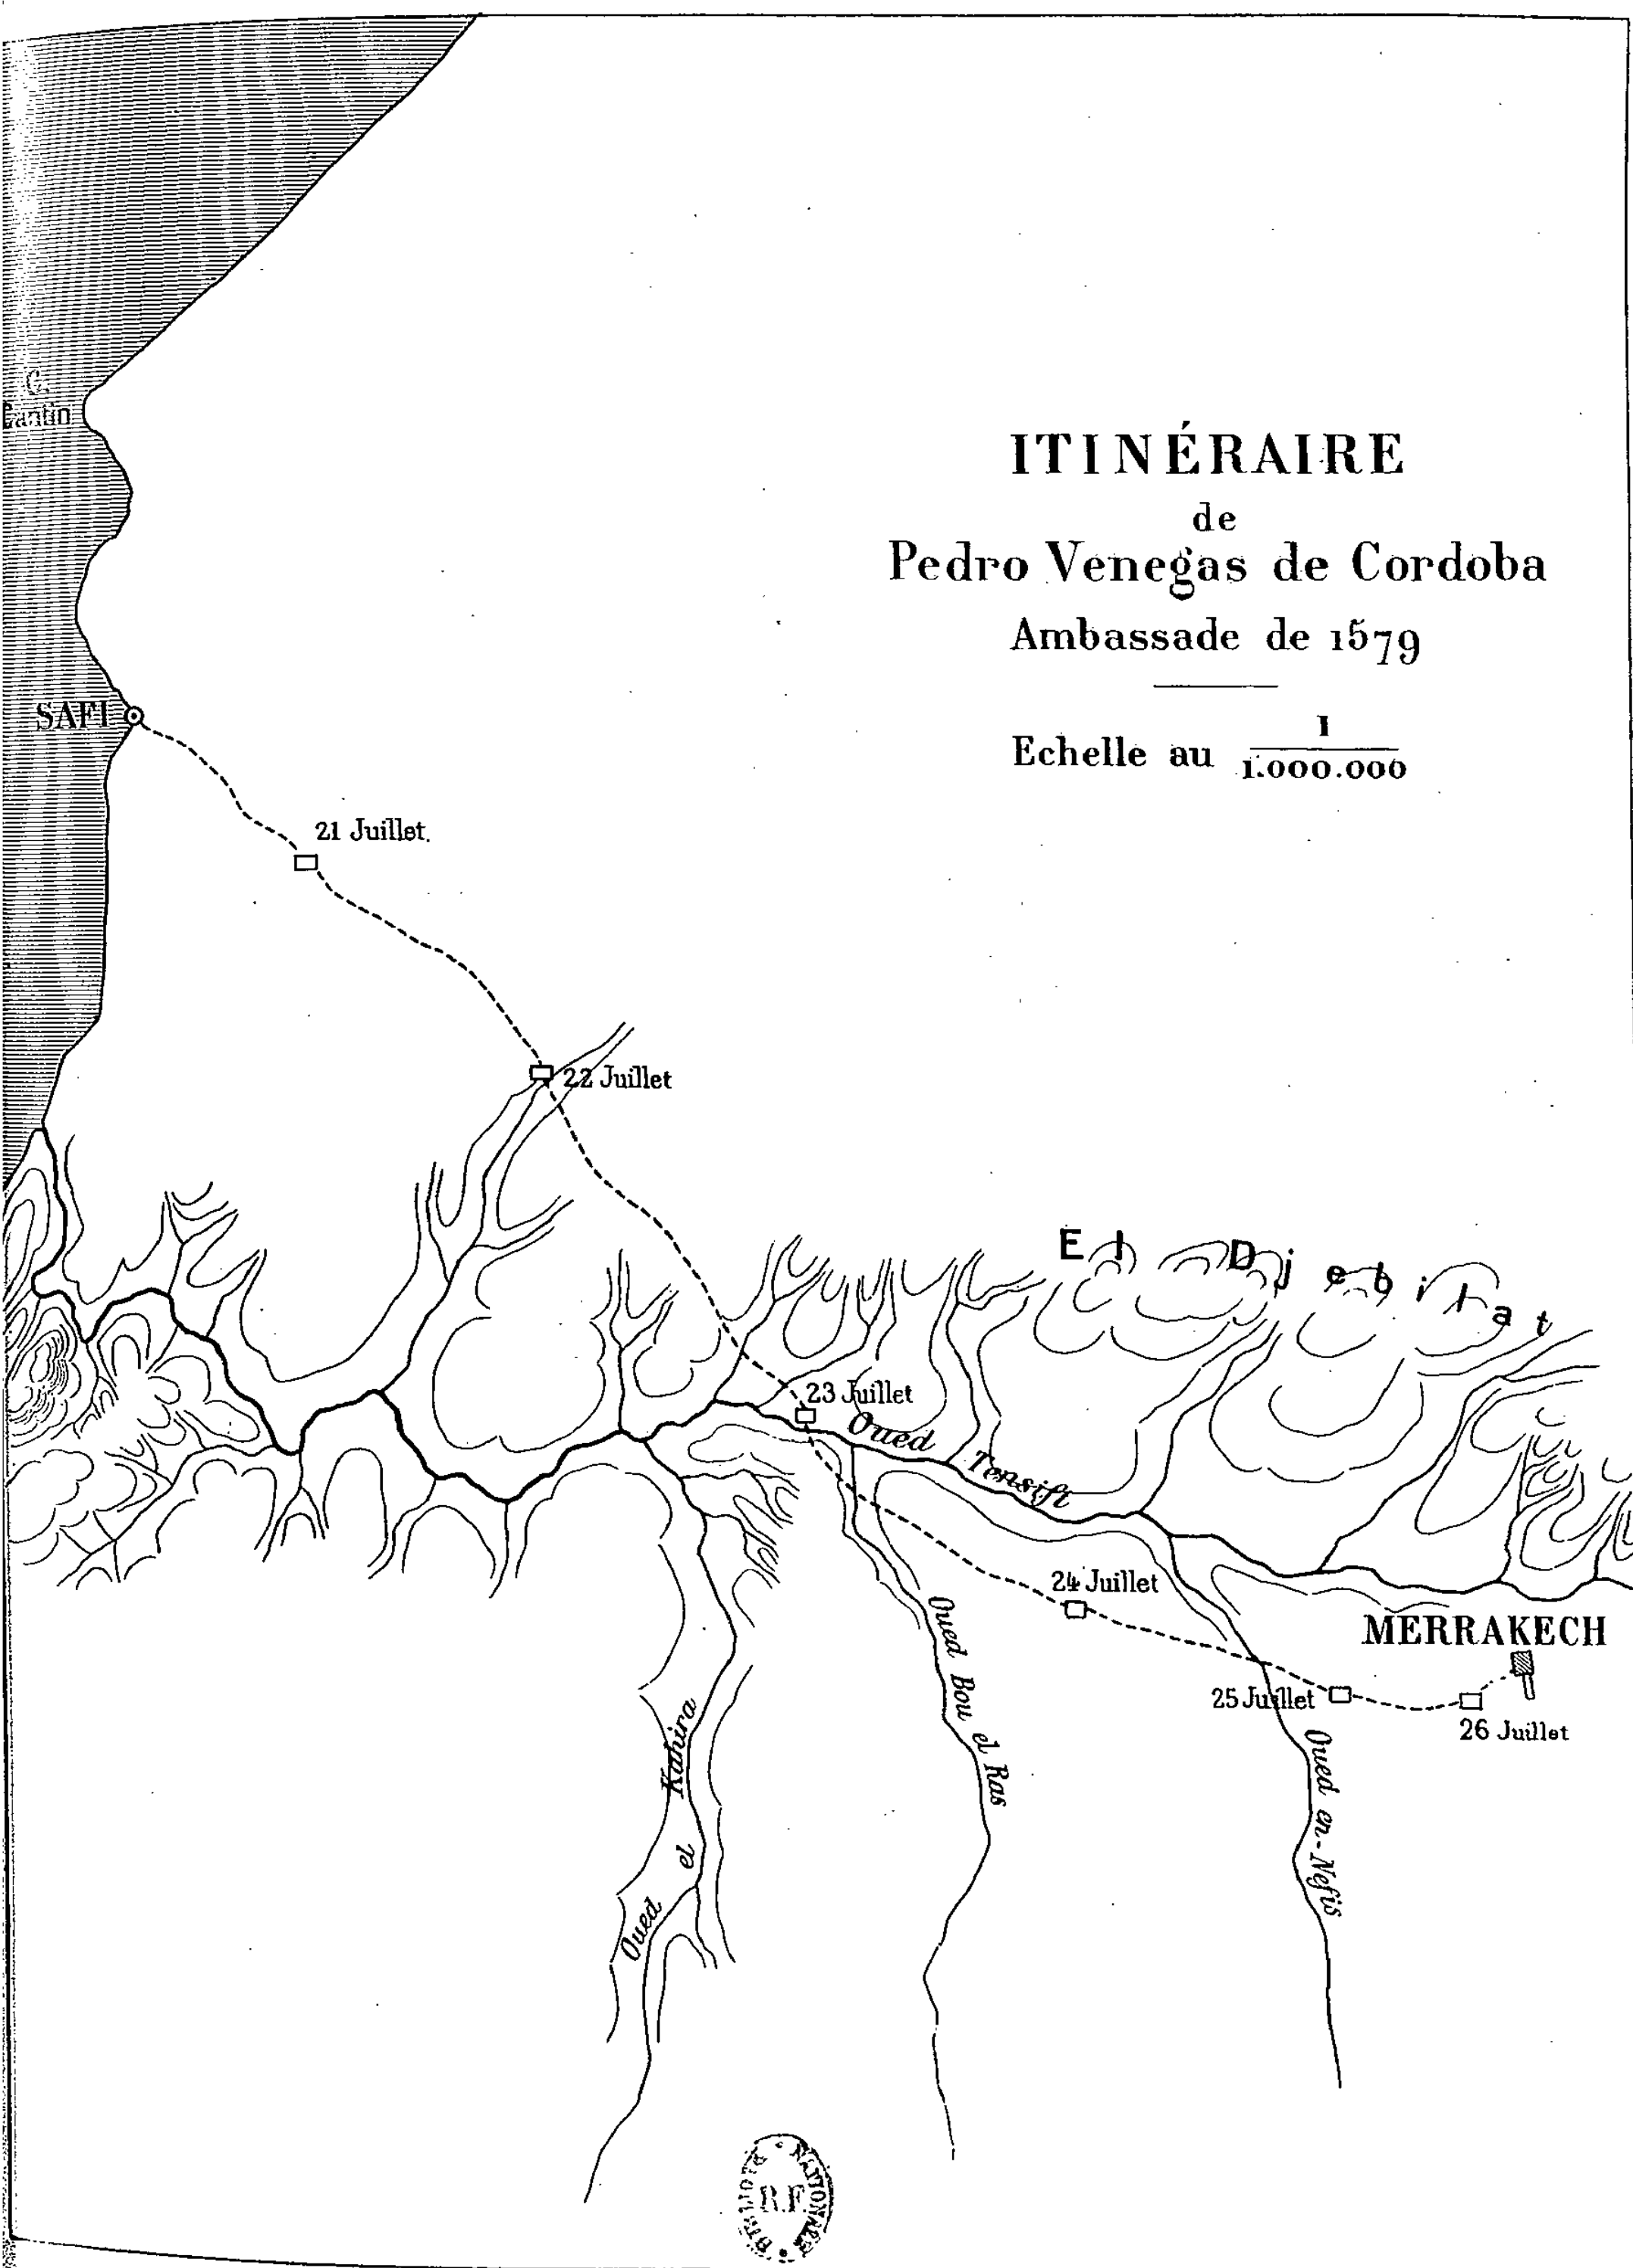 C.
Cantin
ITINÉRAIRE
de
Pedro Venegas de Cordoba
Ambassade de 1579
Echelle au 1
1.000.000
SAFI
21 Juillet.
22 Juillet
El Djebilat
23 Juillet
Oued Tensift
24 Juillet
MERRAKECH
25 Juillet
26 Juillet
Oued Bou el Ras
Oued en-Nefis
Oued el Kahira
R.F.
NATIONALE